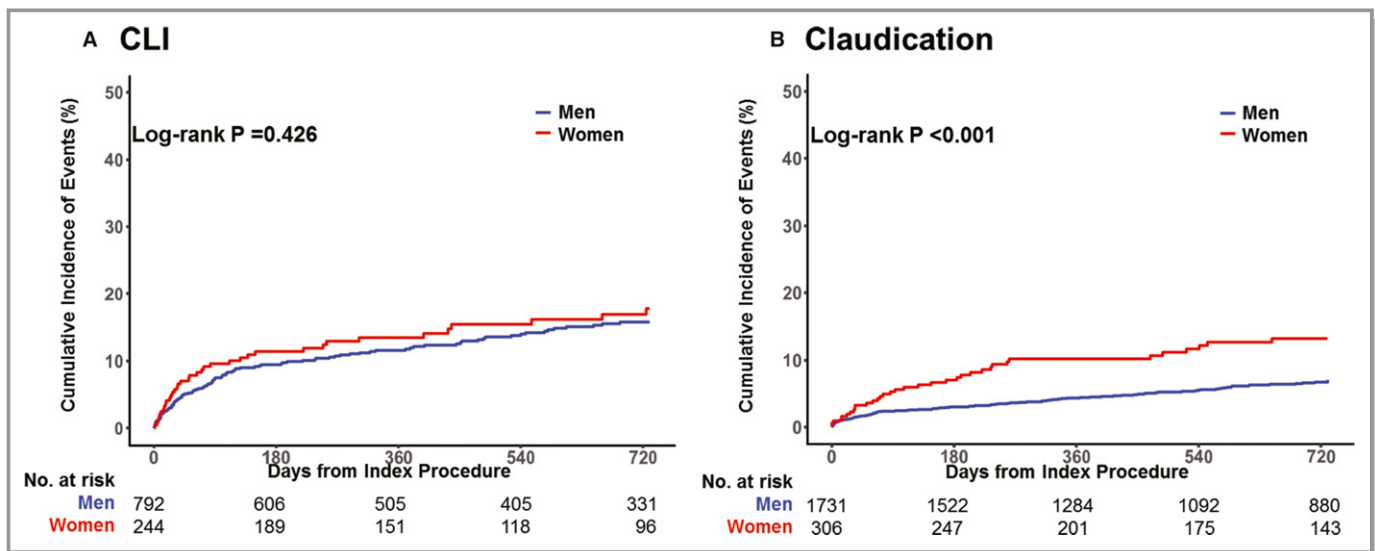 A CLI
Cumulative Incidence of Events (%)
50
40
30
20
10
0
Log-rank P =0.426
Men
Women
0 180 360 540 720
Days from Index Procedure
No. at risk
Men 792 606 505 405 331
Women 244 189 151 118 96
B Claudication
Cumulative Incidence of Events (%)
50
40
30
20
10
0
Log-rank P <0.001
Men
Women
0 180 360 540 720
Days from Index Procedure
No. at risk
Men 1731 1522 1284 1092 880
Women 306 247 201 175 143